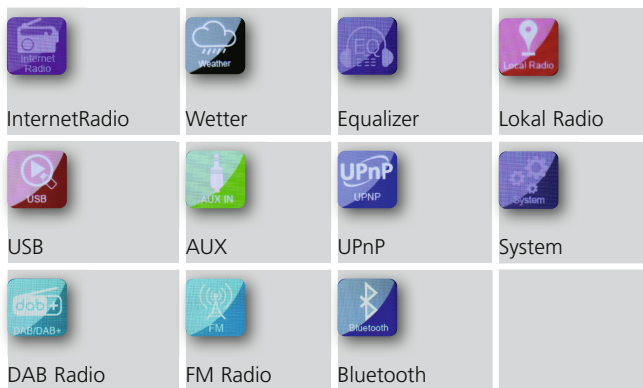 Internet
Radio
Weather
EQ
Local Radio
InternetRadio
Wetter
Equalizer
Lokal Radio
USB
AUX IN
UPnP
UPNP
System
USB
AUX
UPnP
System
dab+
DAB/DAB+
FM
Bluetooth
DAB Radio
FM Radio
Bluetooth